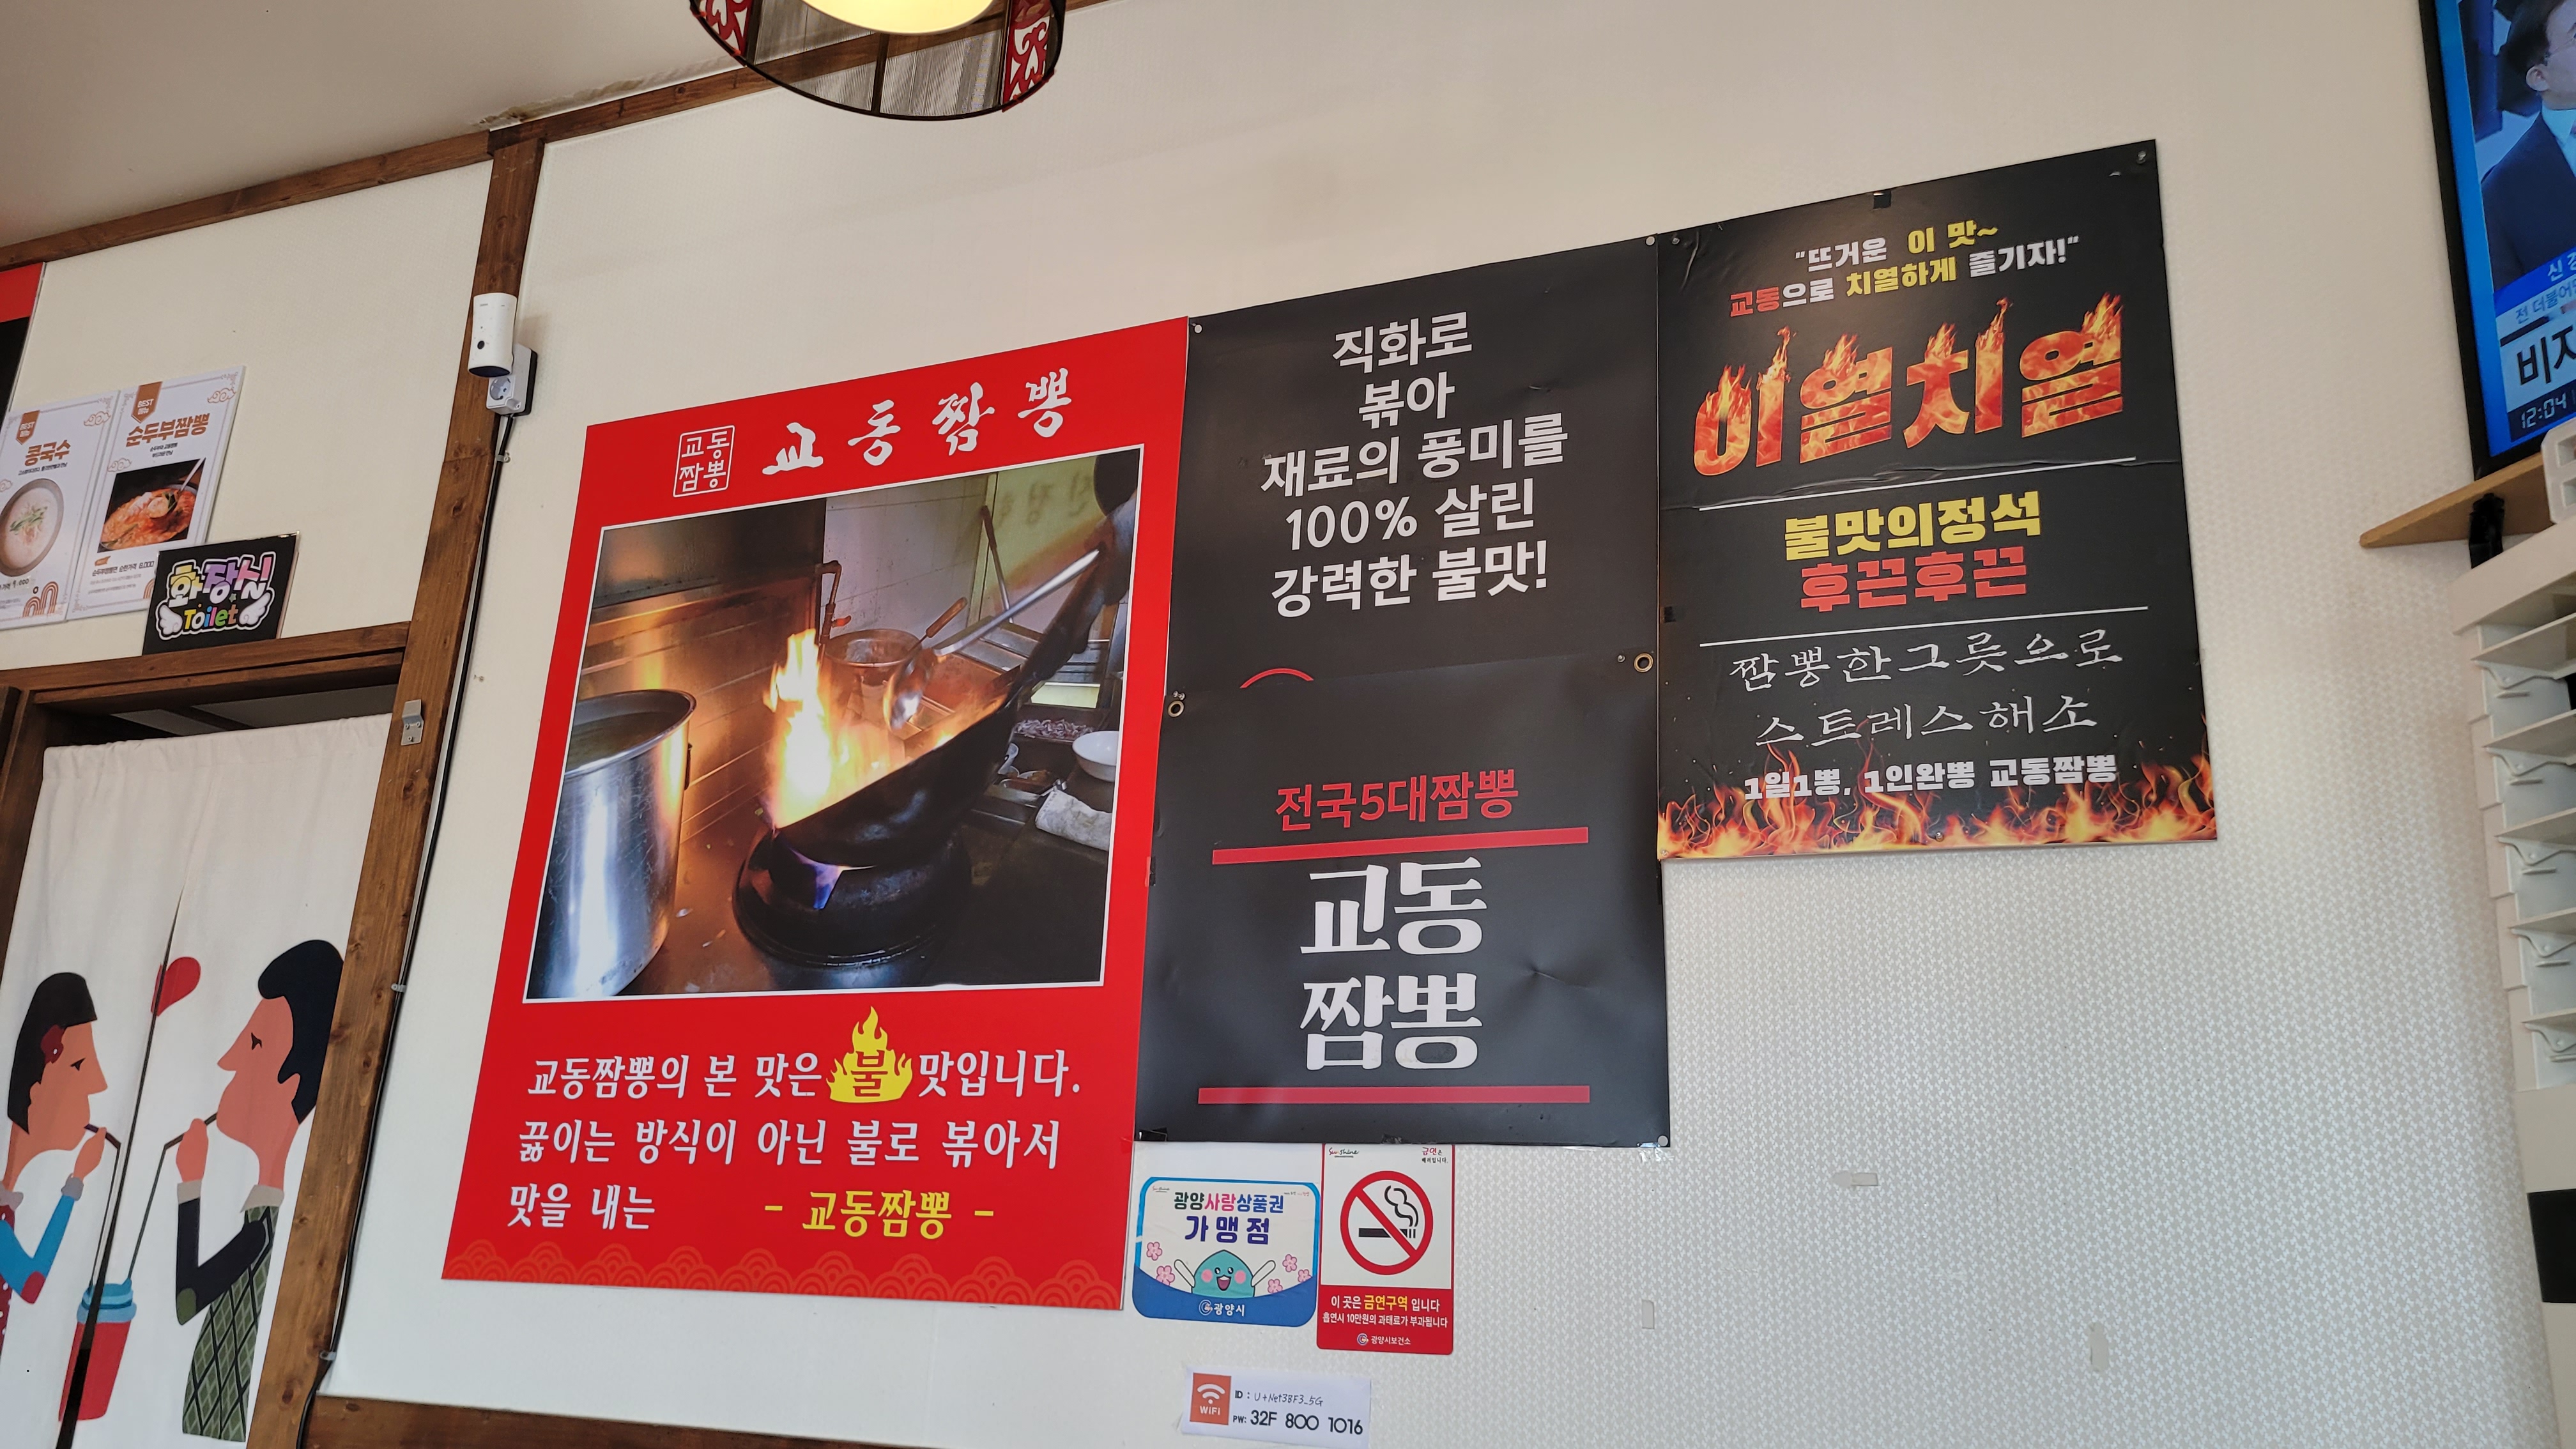 BEST
콩국수
BEST
순두부짬뽕
화장실
Toilet
교동
짬뽕
교동짬뽕
교동짬뽕의 본 맛은 불 맛입니다.
끓이는 방식이 아닌 불로 볶아서
맛을 내는 - 교동짬뽕 -
직화로
볶아
재료의 풍미를
100% 살린
강력한 불맛!
전국5대짬뽕
교동
짬뽕
"뜨거운 이 맛~
교동으로 치열하게 즐기자!"
이열치열
불맛의정석
후끈후끈
짬뽕한그릇으로
스트레스해소
1일1뽕, 1인완뽕 교동짬뽕
광양사랑상품권
가맹점
광양시
이 곳은 금연구역 입니다
흡연시 10만원의 과태료가 부과됩니다
광양시보건소
WiFi
ID : U+Net3BF3_5G
PW: 32F 800 1016
12:04